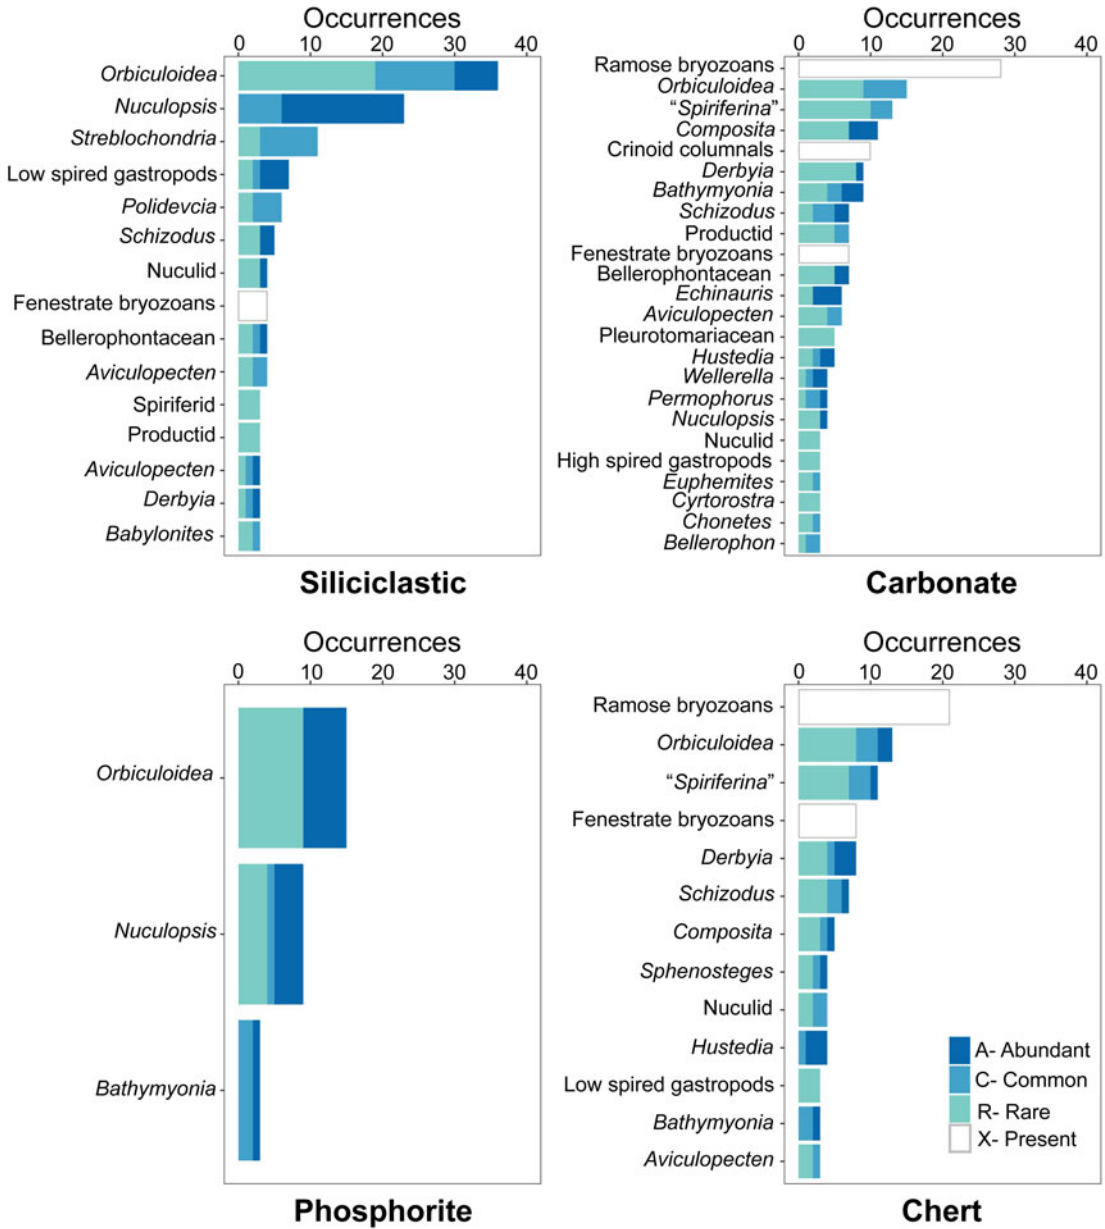 Occurrences
0 10 20 30 40
Orbiculoidea
Nuculopsis
Streblochondria
Low spired gastropods
Polidevcia
Schizodus
Nuculid
Fenestrate bryozoans
Bellerophontacean
Aviculopecten
Spiriferid
Productid
Aviculopecten
Derbyia
Babylonites
Siliciclastic
Occurrences
0 10 20 30 40
Ramose bryozoans
Orbiculoidea
“Spiriferina”
Composita
Crinoid columnals
Derbyia
Bathymyonia
Schizodus
Productid
Fenestrate bryozoans
Bellerophontacean
Echinauris
Aviculopecten
Pleurotomariacean
Hustedia
Wellerella
Permophorus
Nuculopsis
Nuculid
High spired gastropods
Euphemites
Cyrtorostra
Chonetes
Bellerophon
Carbonate
Occurrences
0 10 20 30 40
Orbiculoidea
Nuculopsis
Bathymyonia
Phosphorite
Occurrences
0 10 20 30 40
Ramose bryozoans
Orbiculoidea
“Spiriferina”
Fenestrate bryozoans
Derbyia
Schizodus
Composita
Sphenosteges
Nuculid
Hustedia
Low spired gastropods
Bathymyonia
Aviculopecten
A- Abundant
C- Common
R- Rare
X- Present
Chert